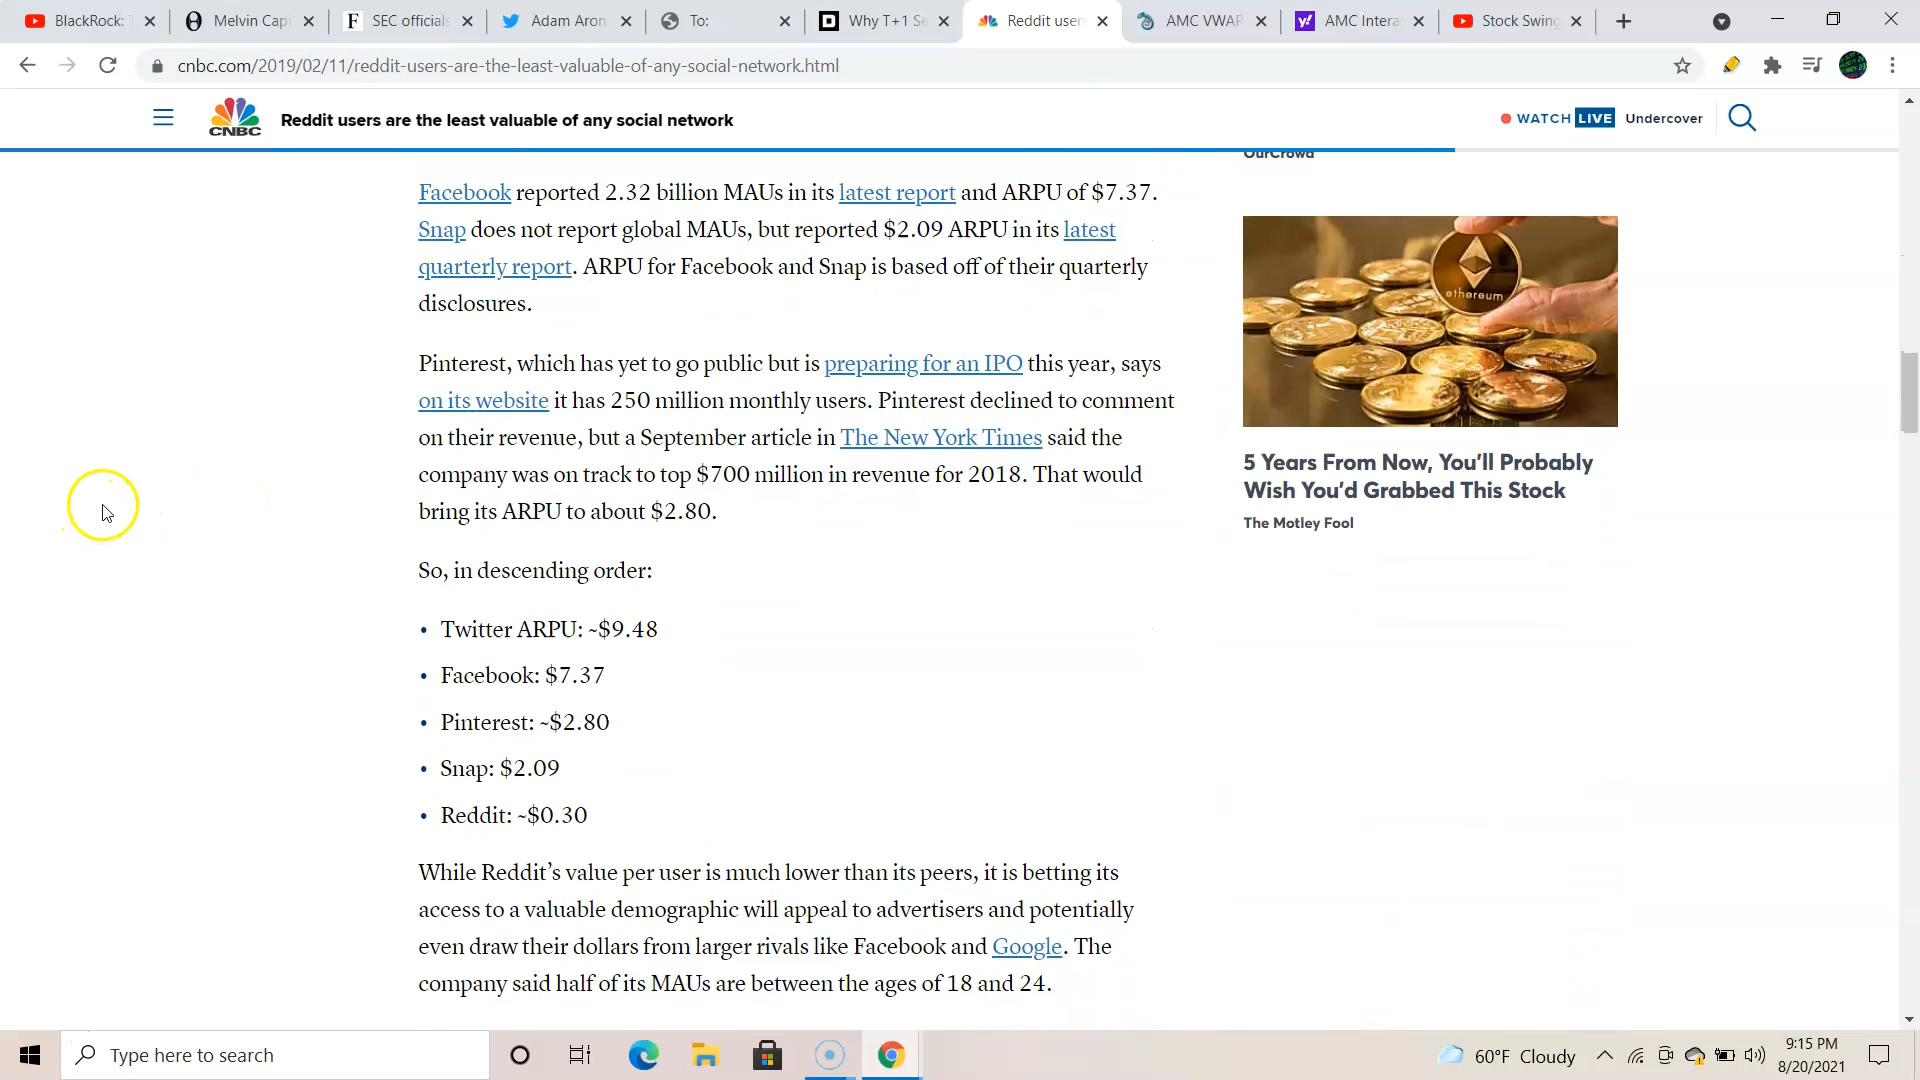 BlackRock:
Melvin Cap
SEC officials
Adam Aron
To:
Why T+1 Se
Reddit user
AMC VWAP
AMC Intera
Stock Swing
cnbc.com/2019/02/11/reddit-users-are-the-least-valuable-of-any-social-network.html
CNBC
Reddit users are the least valuable of any social network
WATCH LIVE Undercover
OurCrowd
Facebook reported 2.32 billion MAUs in its latest report and ARPU of $7.37.
Snap does not report global MAUs, but reported $2.09 ARPU in its latest
quarterly report. ARPU for Facebook and Snap is based off of their quarterly
disclosures.
Pinterest, which has yet to go public but is preparing for an IPO this year, says
on its website it has 250 million monthly users. Pinterest declined to comment
on their revenue, but a September article in The New York Times said the
company was on track to top $700 million in revenue for 2018. That would
bring its ARPU to about $2.80.
So, in descending order:
• Twitter ARPU: ~$9.48
• Facebook: $7.37
• Pinterest: ~$2.80
• Snap: $2.09
• Reddit: ~$0.30
While Reddit’s value per user is much lower than its peers, it is betting its
access to a valuable demographic will appeal to advertisers and potentially
even draw their dollars from larger rivals like Facebook and Google. The
company said half of its MAUs are between the ages of 18 and 24.
ethereum
5 Years From Now, You’ll Probably
Wish You’d Grabbed This Stock
The Motley Fool
Type here to search
60°F Cloudy
9:15 PM
8/20/2021